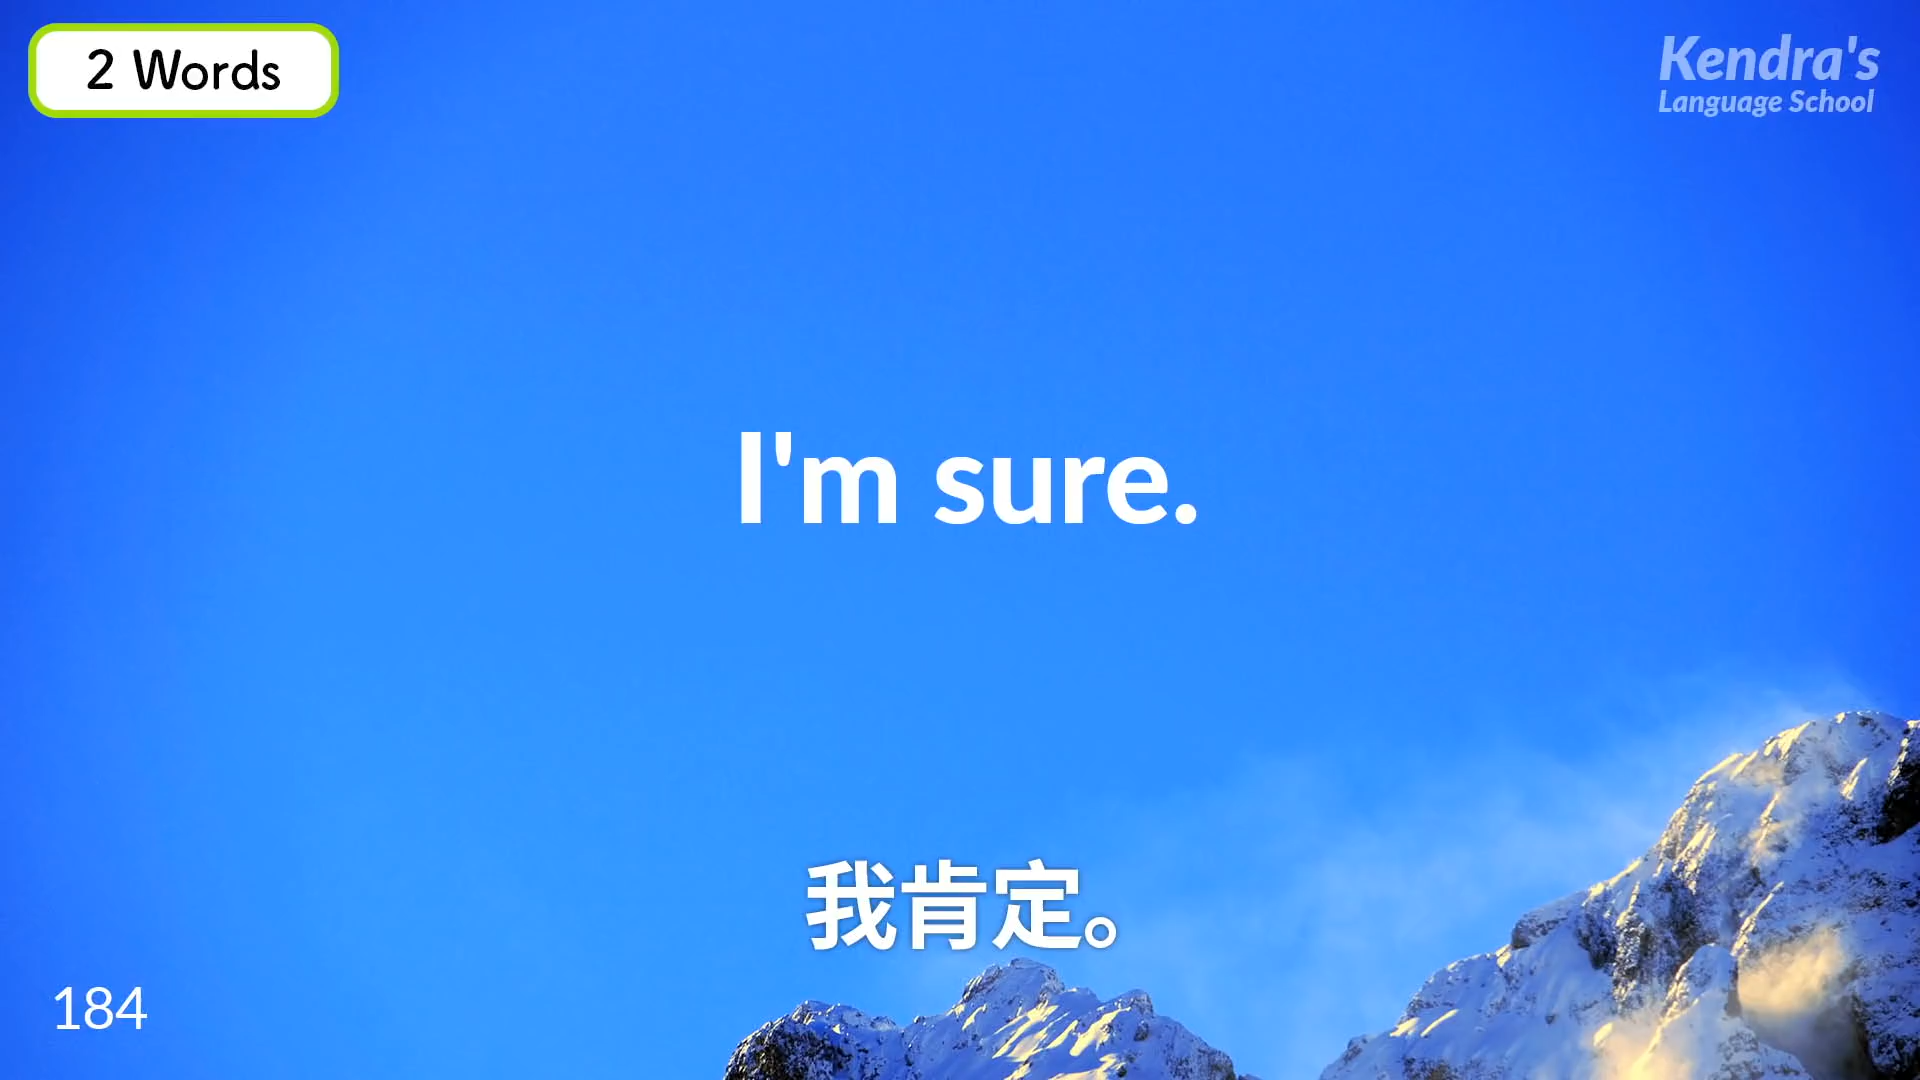 2 Words
Kendra's
Language School
I'm sure.
我肯定。
184